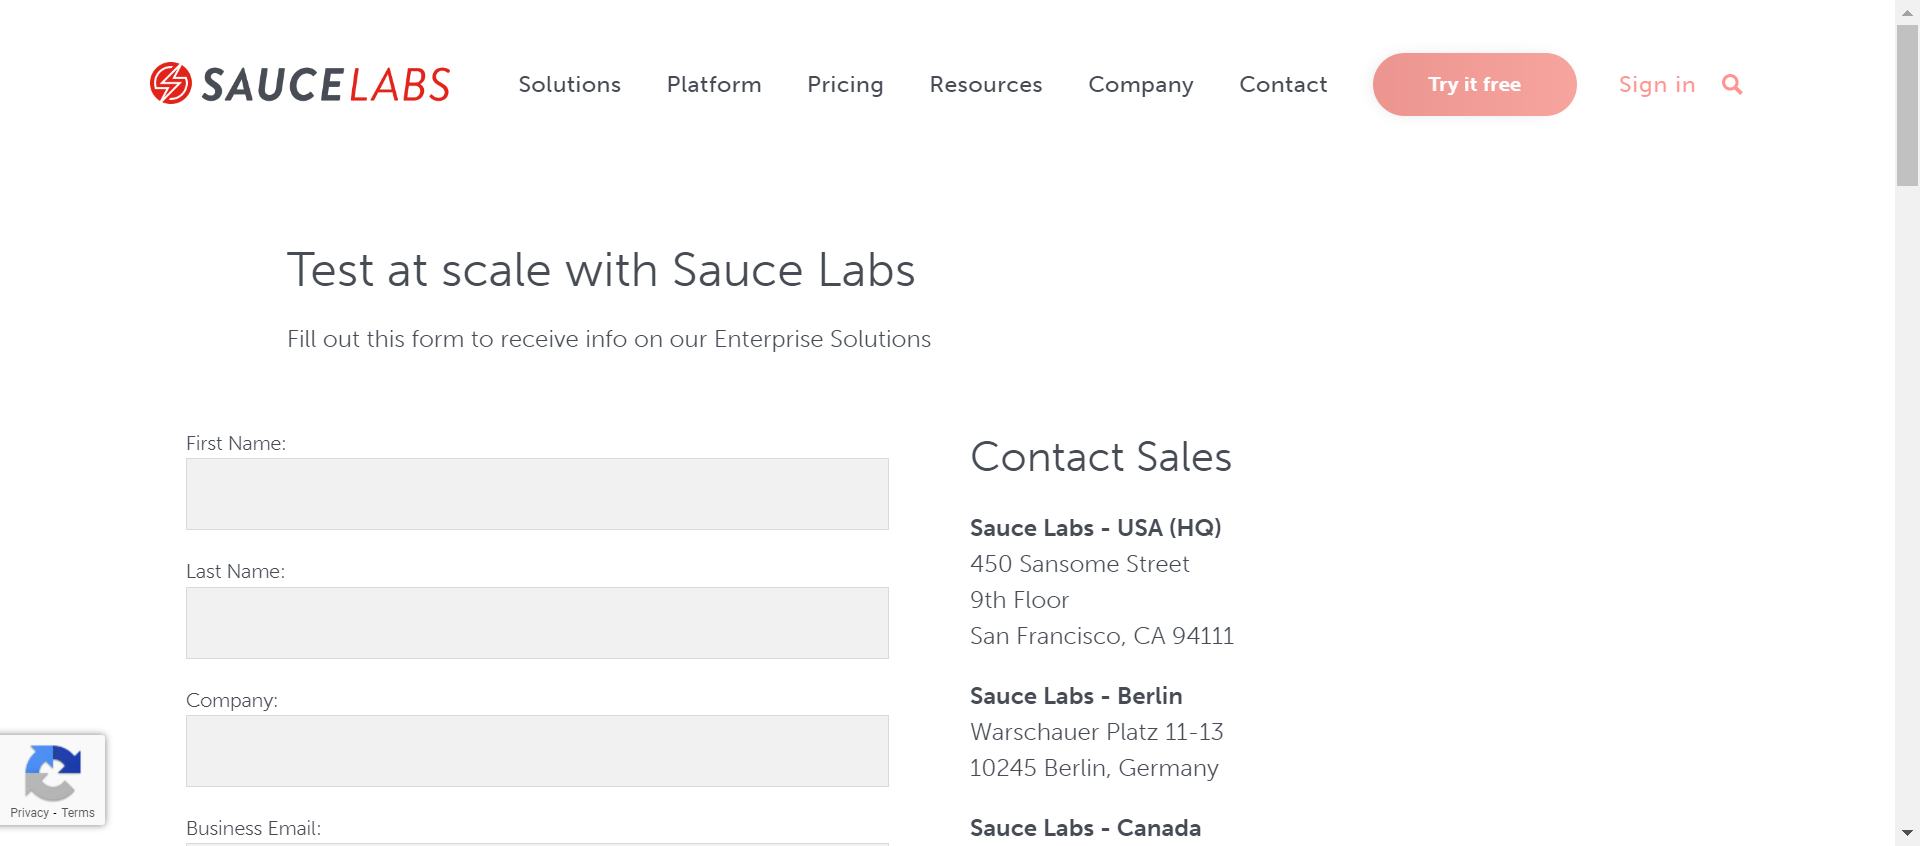 SAUCELABS
Solutions Platform Pricing Resources Company Contact Try it free Sign in
Test at scale with Sauce Labs
Fill out this form to receive info on our Enterprise Solutions
First Name:
Last Name:
Company:
Business Email:
Contact Sales
Sauce Labs - USA (HQ)
450 Sansome Street
9th Floor
San Francisco, CA 94111
Sauce Labs - Berlin
Warschauer Platz 11-13
10245 Berlin, Germany
Sauce Labs - Canada
Privacy - Terms